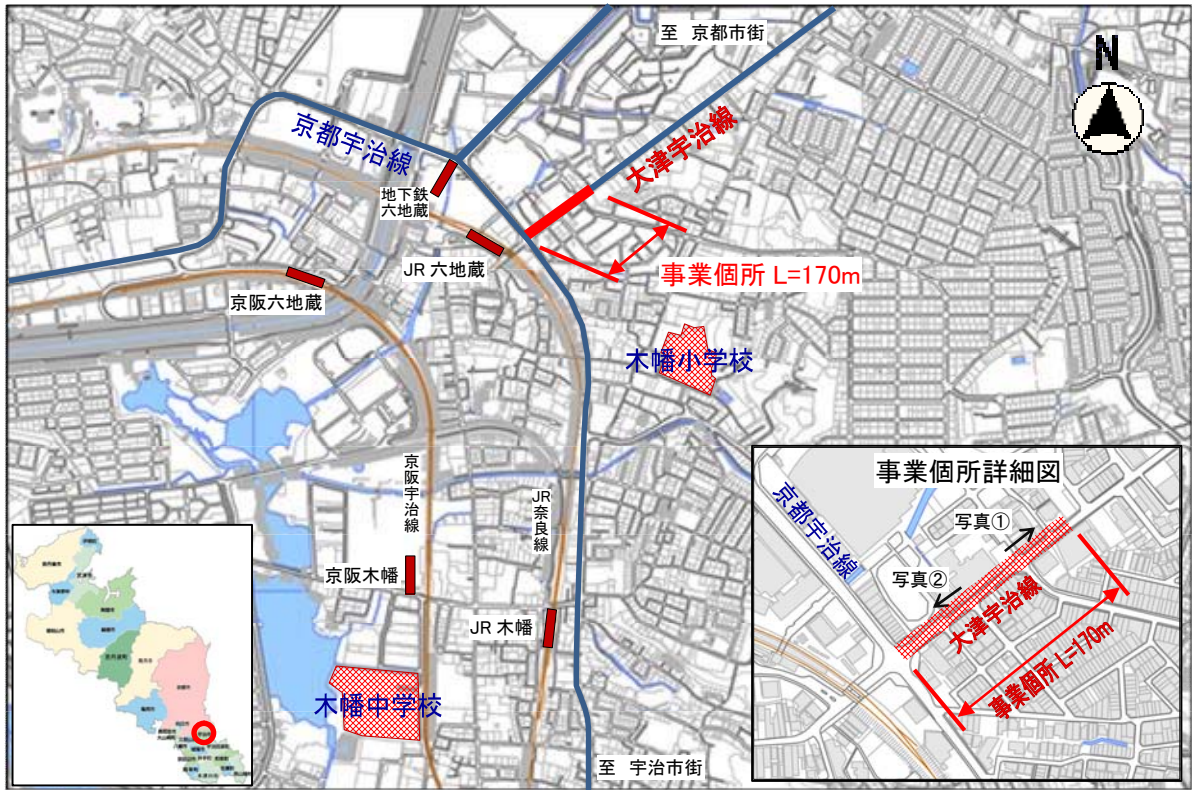 至 京都市街
N
京都宇治線
大津宇治線
地下鉄
六地蔵
JR 六地蔵
事業個所 L=170m
京阪六地蔵
木幡小学校
京阪宇治線
JR奈良線
京阪木幡
JR 木幡
木幡中学校
至 宇治市街
事業個所詳細図
京都宇治線
写真①
写真②
大津宇治線
事業個所 L=170m